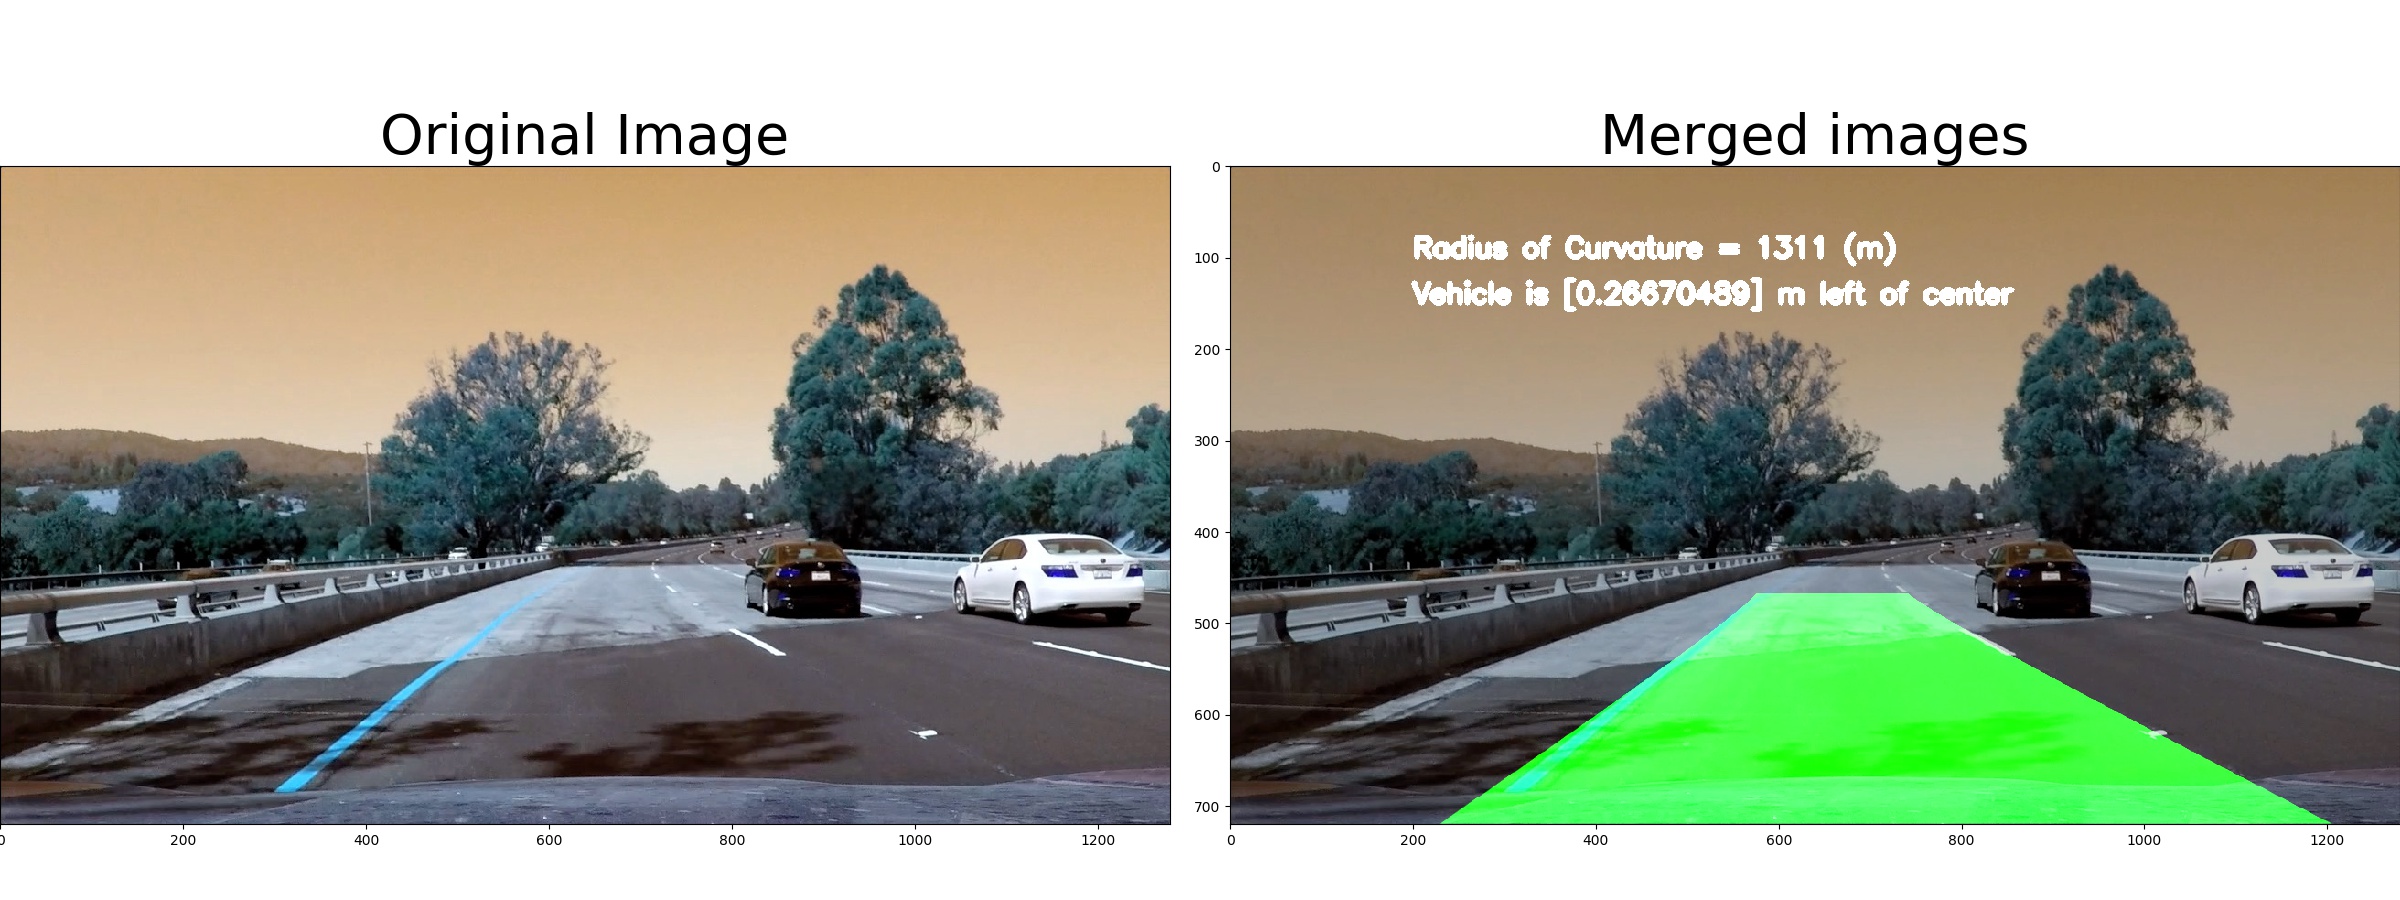 Original Image
Merged images
0
Radius of Curvature = 1311 (m)
100
Vehicle is [0.26670489] m left of center
200
300
400
500
600
700
0 200 400 600 800 1000 1200
0 200 400 600 800 1000 1200